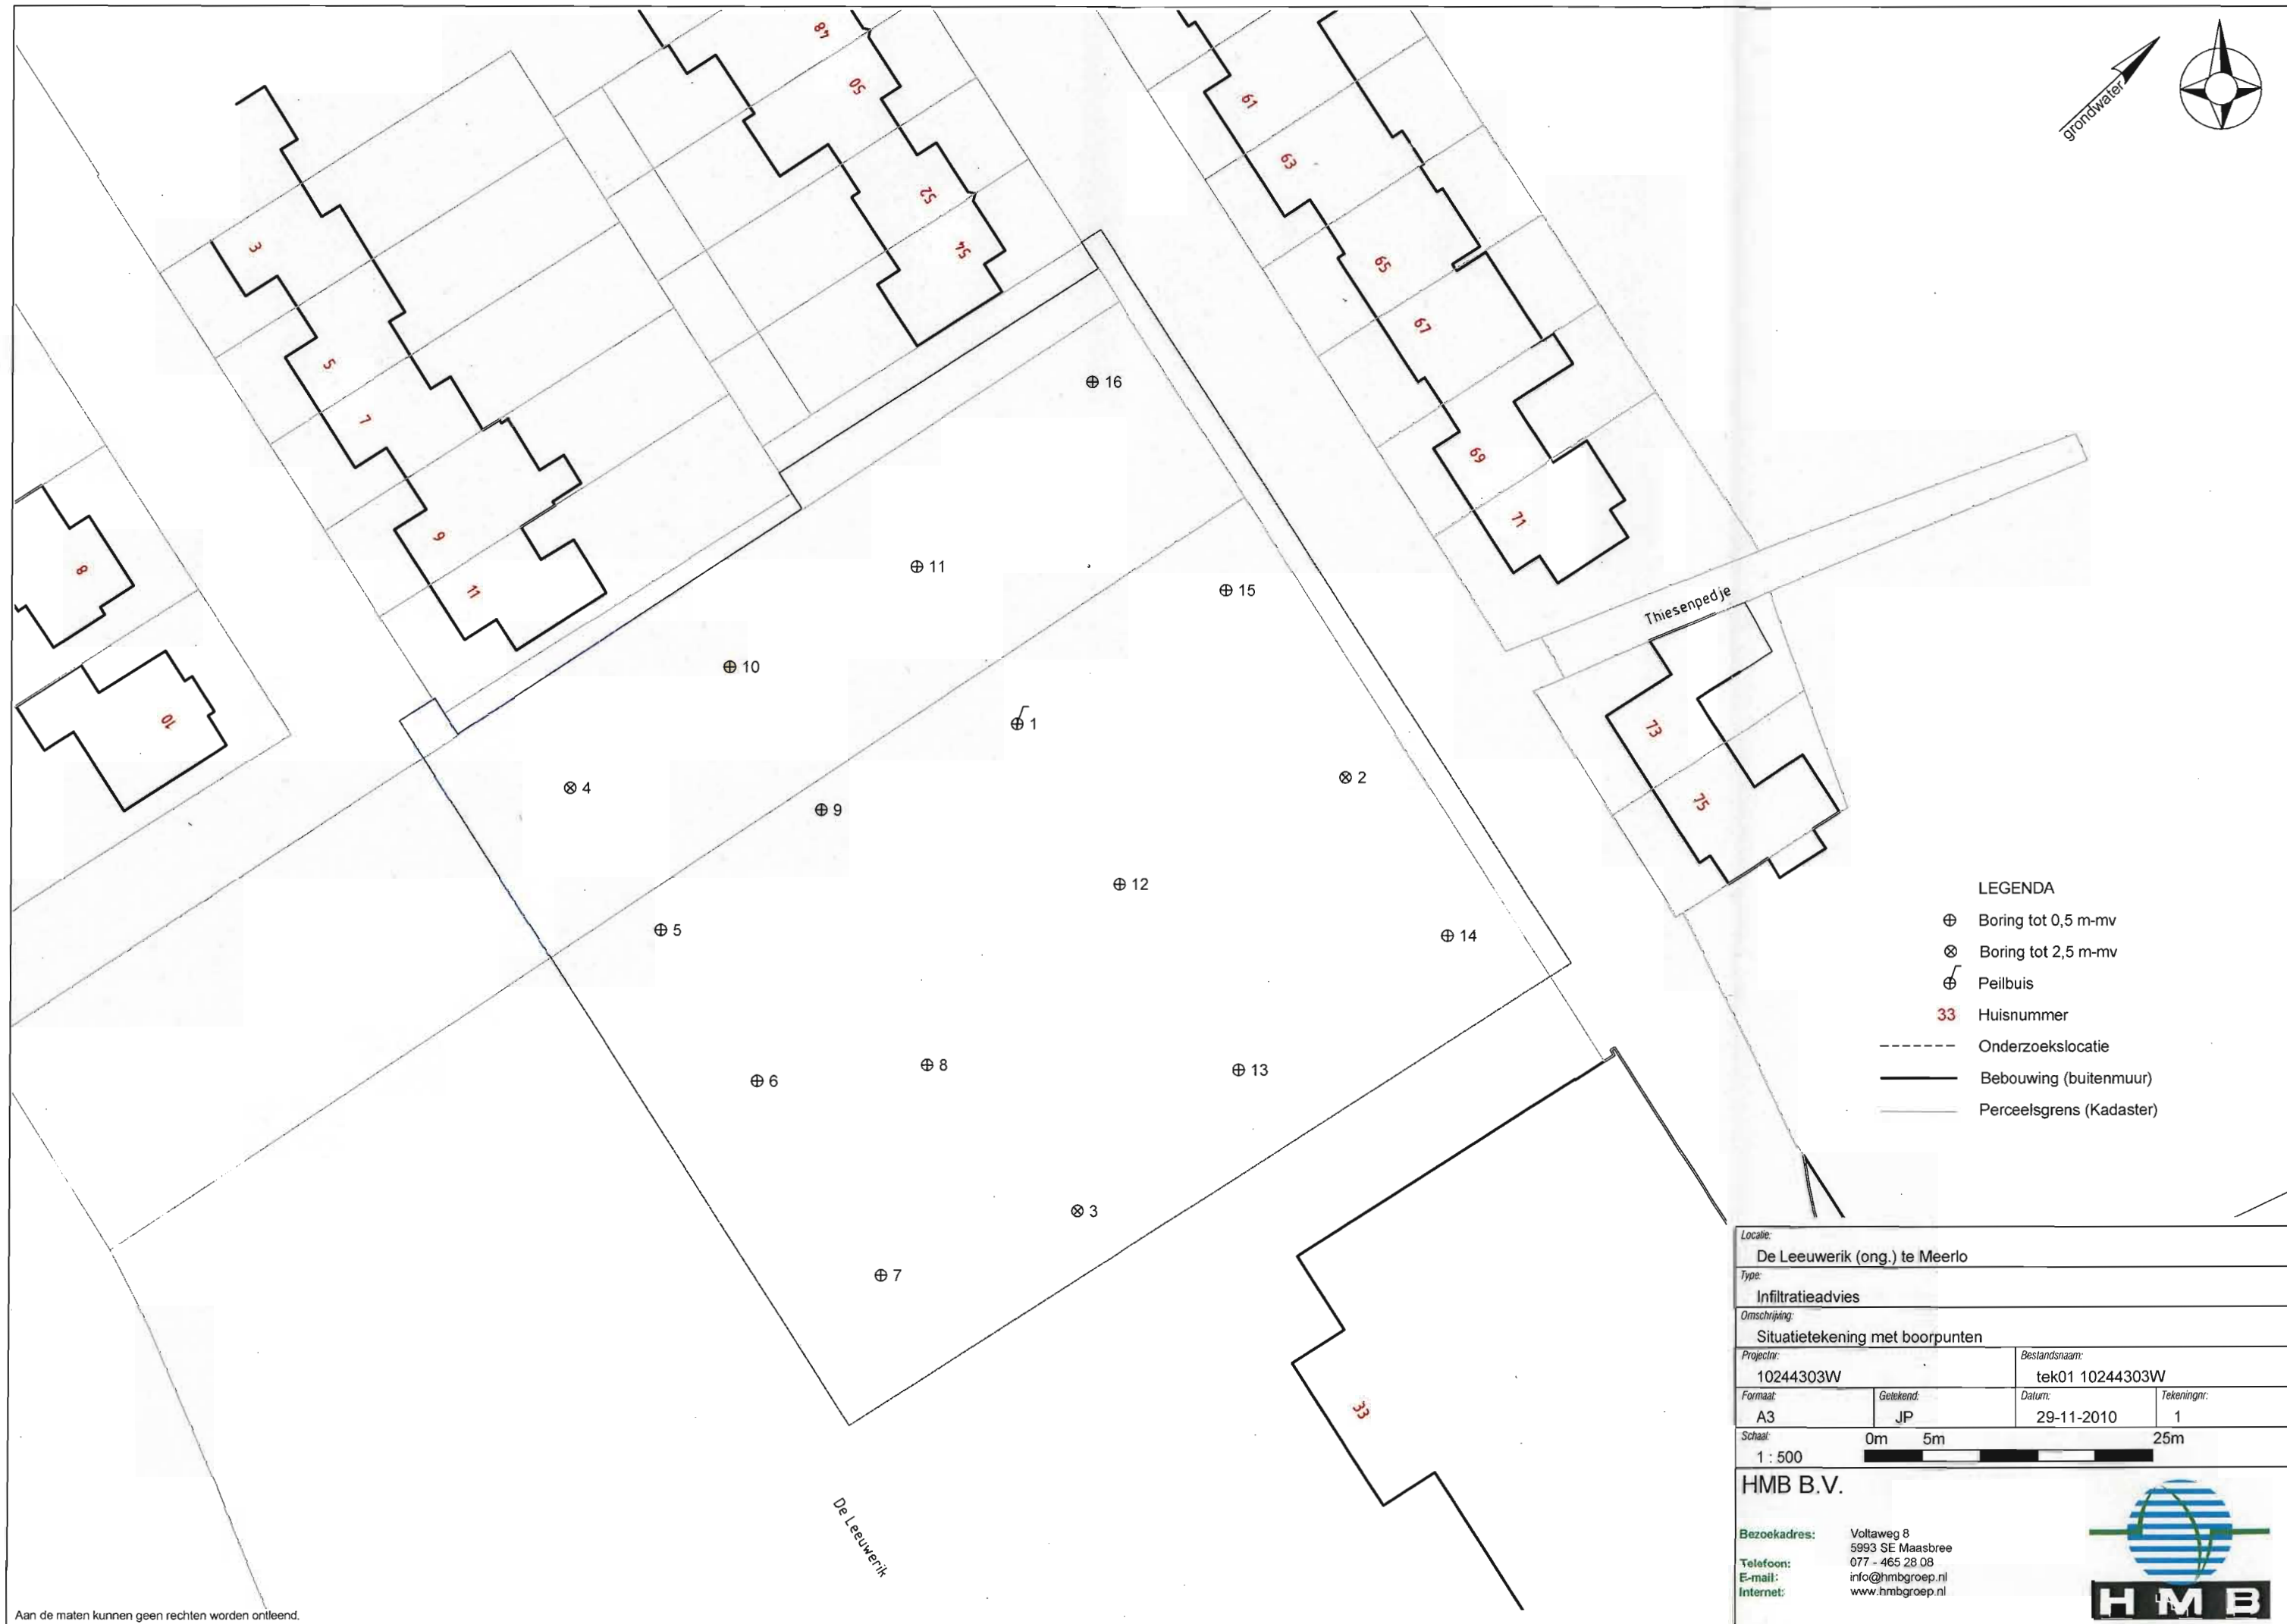 48
50
52
54
61
63
65
67
69
71
73
75
3
5
7
9
11
8
10
33
grondwater
16
11
15
10
1
4
9
2
12
5
14
6
8
13
3
7
Thiesenpedje
De Leeuwerik
LEGENDA
Boring tot 0,5 m-mv
Boring tot 2,5 m-mv
Peilbuis
33 Huisnummer
Onderzoekslocatie
Bebouwing (buitenmuur)
Perceelsgrens (Kadaster)
Locatie:
De Leeuwerik (ong.) te Meerlo
Type:
Infiltratieadvies
Omschrijving:
Situatietekening met boorpunten
Projectnr: Bestandsnaam:
10244303W tek01 10244303W
Formaat: Getekend: Datum: Tekeningnr:
A3 JP 29-11-2010 1
Schaal: 0m 5m 25m
1 : 500
HMB B.V.
Bezoekadres: Voltaweg 8
5993 SE Maasbree
Telefoon: 077 - 465 28 08
E-mail: info@hmbgroep.nl
Internet: www.hmbgroep.nl
HMB
Aan de maten kunnen geen rechten worden ontleend.